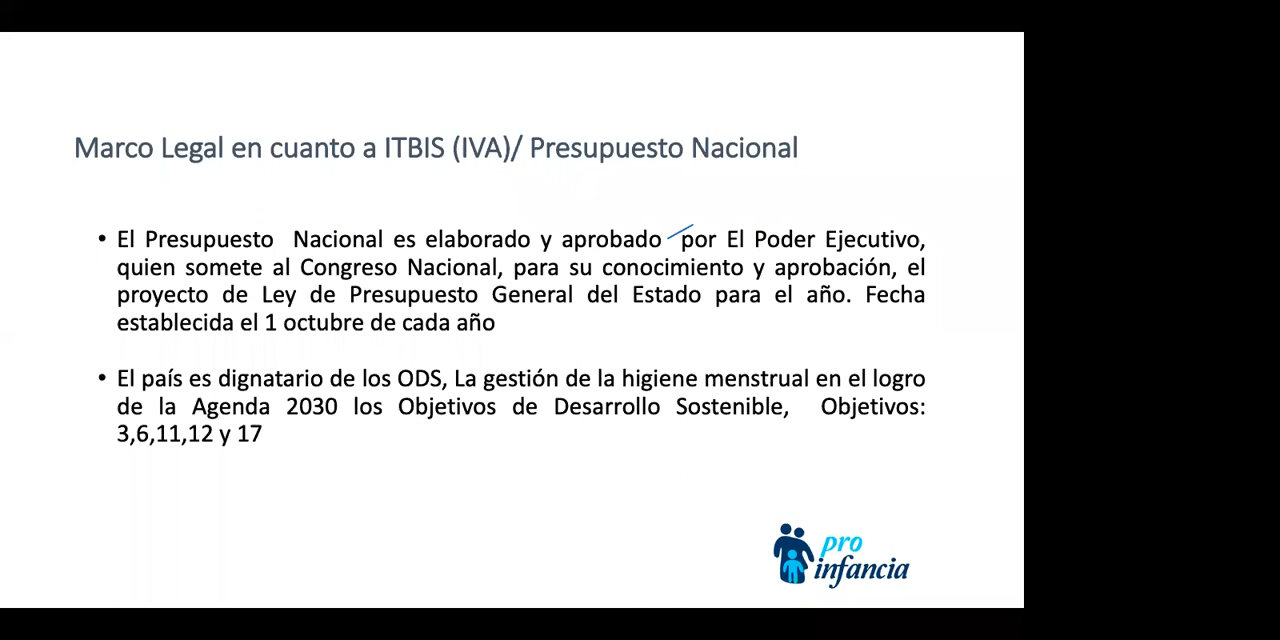 Marco Legal en cuanto a ITBIS (IVA)/ Presupuesto Nacional
• El Presupuesto Nacional es elaborado y aprobado por El Poder Ejecutivo,
quien somete al Congreso Nacional, para su conocimiento y aprobación, el
proyecto de Ley de Presupuesto General del Estado para el año. Fecha
establecida el 1 octubre de cada año
• El país es dignatario de los ODS, La gestión de la higiene menstrual en el logro
de la Agenda 2030 los Objetivos de Desarrollo Sostenible, Objetivos:
3,6,11,12 y 17
pro
infancia